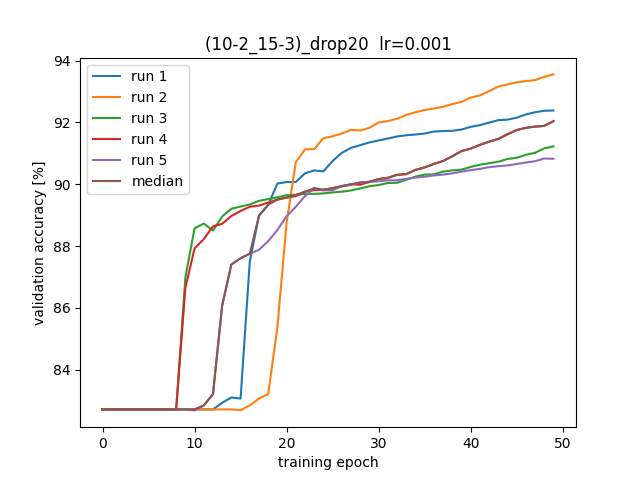 (10-2_15-3)_drop20  lr=0.001
validation accuracy [%]
94
92
90
88
86
84
run 1
run 2
run 3
run 4
run 5
median
0
10
20
30
40
50
training epoch